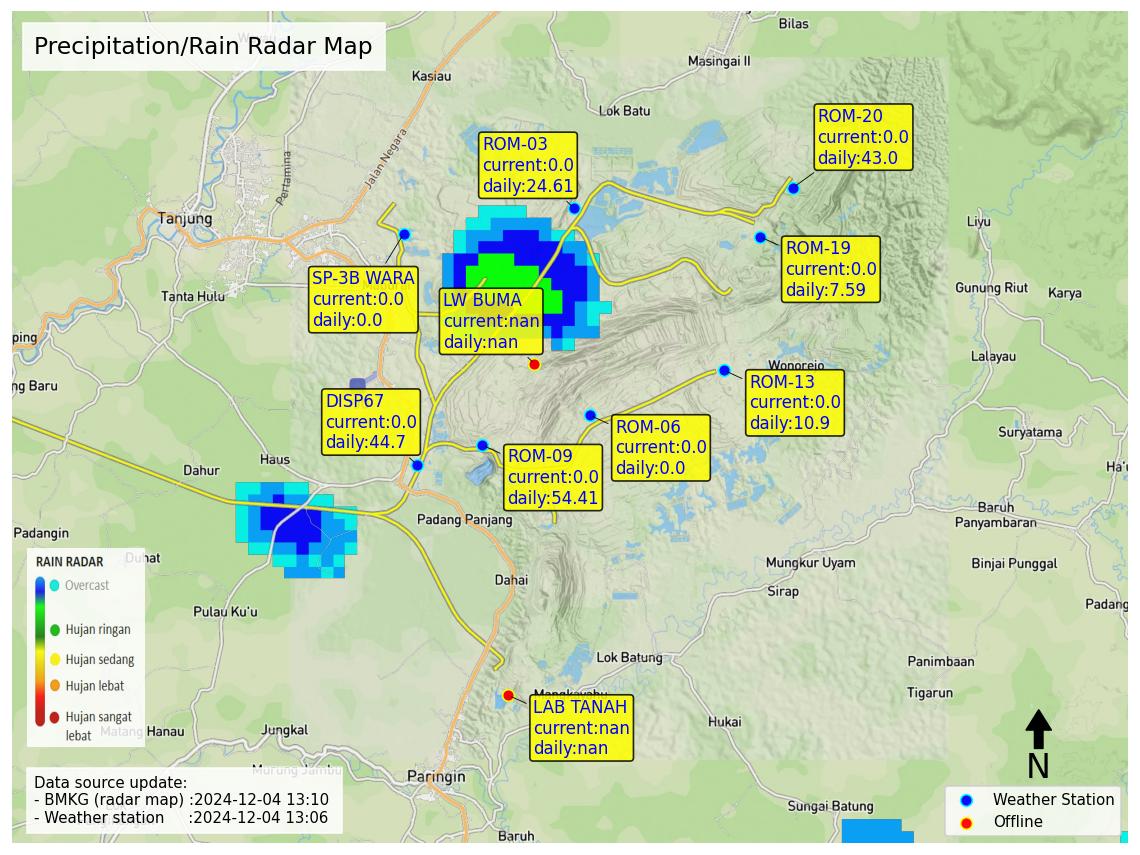 Precipitation/Rain Radar Map
Bilas
Masingai II
Kasiau
Lok Batu
Jalan Negara
Pertamina
Tanjung
Tanta Hulu
ROM-20
current:0.0
daily:43.0
ROM-03
current:0.0
daily:24.61
Liyu
ROM-19
current:0.0
daily:7.59
SP-3B WARA
current:0.0
daily:0.0
LW BUMA
current:nan
daily:nan
Gunung Riut
Karya
ping
Lalayau
Wonorejo
ng Baru
ROM-13
current:0.0
daily:10.9
DISP67
current:0.0
daily:44.7
ROM-06
current:0.0
daily:0.0
Suryatama
ROM-09
current:0.0
daily:54.41
Haus
Dahur
Ha'u
Baruh
Panyambaran
Padang Panjang
Padangin
Duhat
Mungkur Uyam
Binjai Punggal
Dahai
Sirap
Padang
Pulau Ku'u
RAIN RADAR
Overcast
Hujan ringan
Hujan sedang
Hujan lebat
Hujan sangat
lebat
Lok Batung
Panimbaan
Tigarun
Mangkayahu
LAB TANAH
current:nan
daily:nan
Hukai
Matang Hanau
Jungkal
Murung Jambu
Paringin
Sungai Batung
Baruh
Data source update:
- BMKG (radar map) :2024-12-04 13:10
- Weather station :2024-12-04 13:06
N
Weather Station
Offline